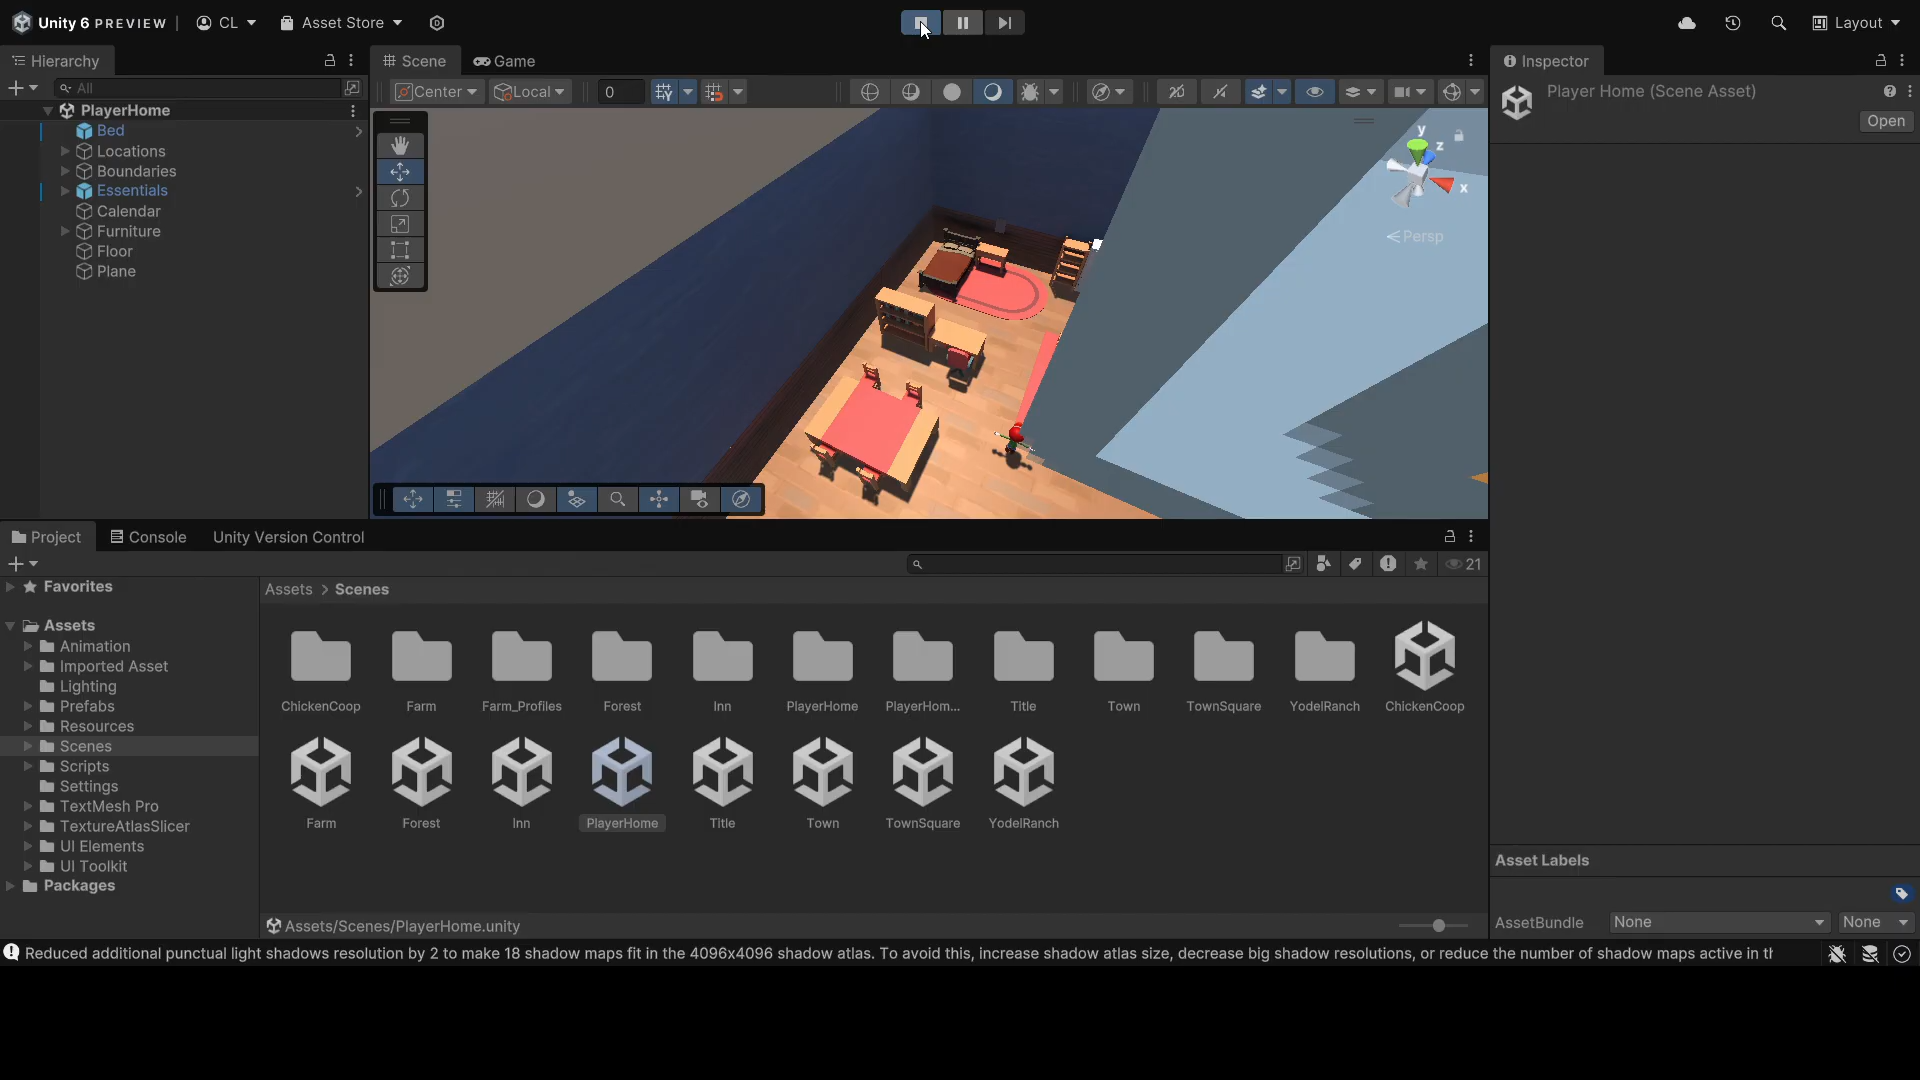 Unity 6 PREVIEW
CL
Asset Store
Layout
Hierarchy
Scene
Game
Inspector
All
Center
Local
0
PlayerHome
Bed
Locations
Boundaries
Essentials
Calendar
Furniture
Floor
Plane
y
z
x
Persp
Player Home (Scene Asset)
Open
Project
Console
Unity Version Control
21
Favorites
Assets
Animation
Imported Asset
Lighting
Prefabs
Resources
Scenes
Scripts
Settings
TextMesh Pro
TextureAtlasSlicer
UI Elements
UI Toolkit
Packages
Assets > Scenes
ChickenCoop
Farm
Farm_Profiles
Forest
Inn
PlayerHome
PlayerHom...
Title
Town
TownSquare
YodelRanch
ChickenCoop
Farm
Forest
Inn
PlayerHome
Title
Town
TownSquare
YodelRanch
Assets/Scenes/PlayerHome.unity
Asset Labels
AssetBundle
None
None
Reduced additional punctual light shadows resolution by 2 to make 18 shadow maps fit in the 4096x4096 shadow atlas. To avoid this, increase shadow atlas size, decrease big shadow resolutions, or reduce the number of shadow maps active in th